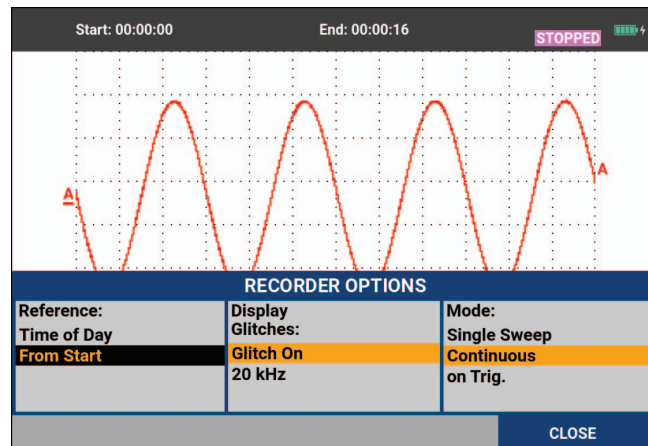 Start: 00:00:00 End: 00:00:16 STOPPED
A
A
RECORDER OPTIONS
Reference:
Time of Day
From Start
Display
Glitches:
Glitch On
20 kHz
Mode:
Single Sweep
Continuous
on Trig.
CLOSE